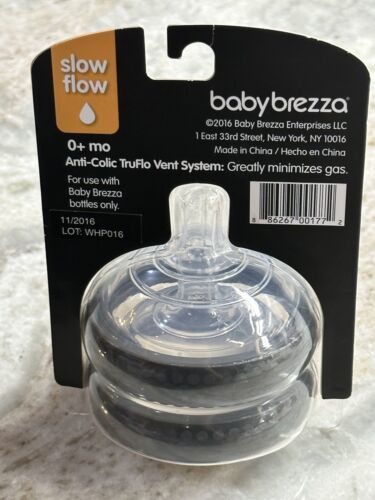 slow
flow
babybrezza®
©2016 Baby Brezza Enterprises LLC
1 East 33rd Street, New York, NY 10016
Made in China / Hecho en China
0+ mo
Anti-Colic TruFlo Vent System: Greatly minimizes gas.
For use with
Baby Brezza
bottles only.
11/2016
LOT: WHP016
8 86267 00177 2